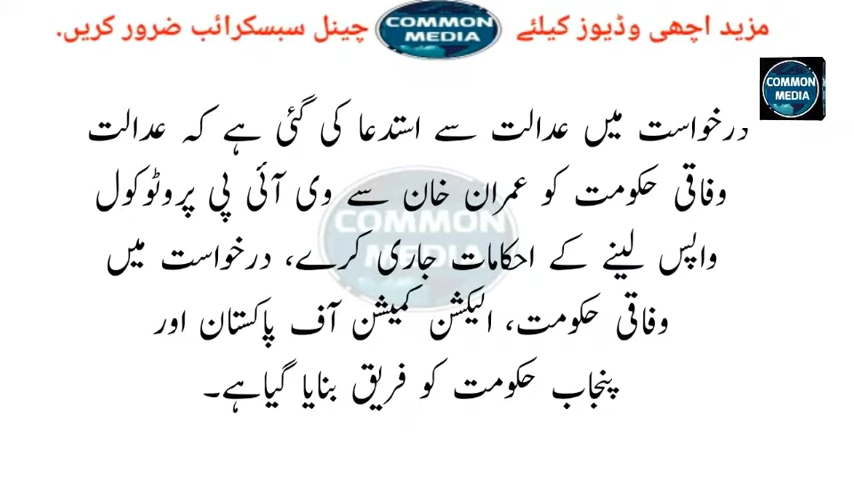 مزید اچھی وڈیوز کیلئے COMMON MEDIA چینل سبسکرائب ضرور کریں.
COMMON
MEDIA
درخواست میں عدالت سے استدعا کی گئی ہے کہ عدالت
وفاقی حکومت کو عمران خان سے وی آئی پی پروٹوکول
واپس لینے کے احکامات جاری کرے، درخواست میں
وفاقی حکومت، الیکشن کمیشن آف پاکستان اور
پنجاب حکومت کو فریق بنایا گیاہے۔
COMMON
MEDIA